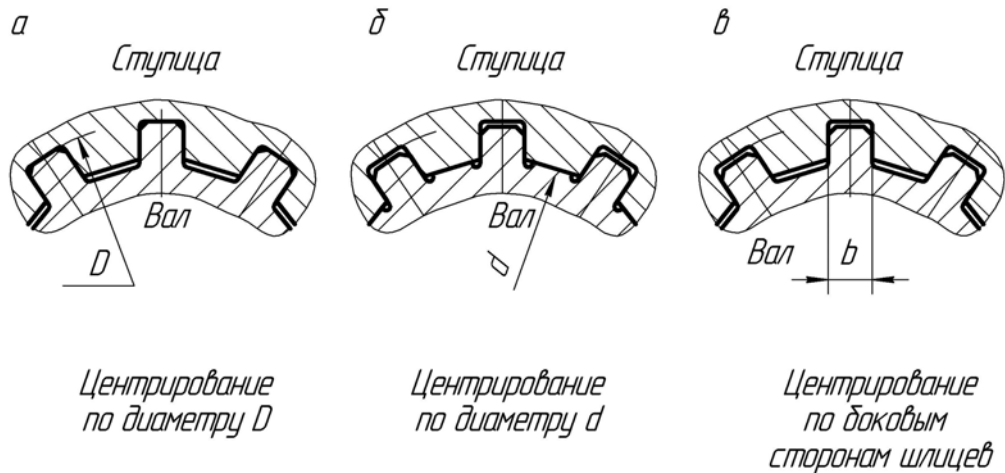 а
б
в
Ступица
Ступица
Ступица
Вал
Вал
Вал
D
d
b
Центрирование
по диаметру D
Центрирование
по диаметру d
Центрирование
по боковым
сторонам шлицев